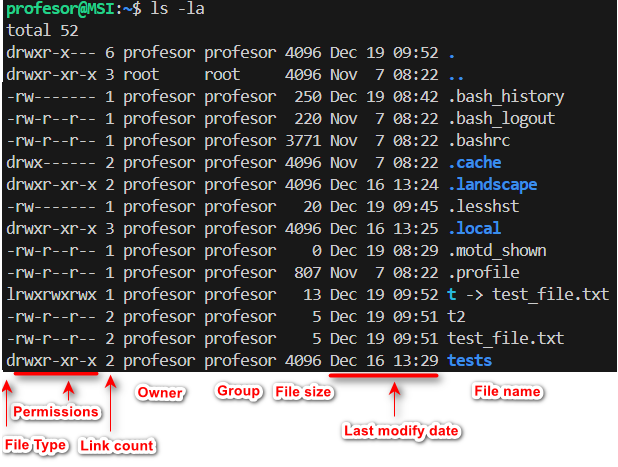 profesor@MSI:~$ ls -la
total 52
drwxr-x--- 6 profesor profesor 4096 Dec 19 09:52 .
drwxr-xr-x 3 root     root     4096 Nov  7 08:22 ..
-rw------- 1 profesor profesor  250 Dec 19 08:42 .bash_history
-rw-r--r-- 1 profesor profesor  220 Nov  7 08:22 .bash_logout
-rw-r--r-- 1 profesor profesor 3771 Nov  7 08:22 .bashrc
drwx------ 2 profesor profesor 4096 Nov  7 08:22 .cache
drwxr-xr-x 2 profesor profesor 4096 Dec 16 13:24 .landscape
-rw------- 1 profesor profesor   20 Dec 19 09:45 .lesshst
drwxr-xr-x 3 profesor profesor 4096 Dec 16 13:25 .local
-rw-r--r-- 1 profesor profesor    0 Dec 19 08:29 .motd_shown
-rw-r--r-- 1 profesor profesor  807 Nov  7 08:22 .profile
lrwxrwxrwx 1 profesor profesor   13 Dec 19 09:52 t -> test_file.txt
-rw-r--r-- 2 profesor profesor    5 Dec 19 09:51 t2
-rw-r--r-- 2 profesor profesor    5 Dec 19 09:51 test_file.txt
drwxr-xr-x 2 profesor profesor 4096 Dec 16 13:29 tests
Owner Group File size File name
Permissions
File Type Link count Last modify date